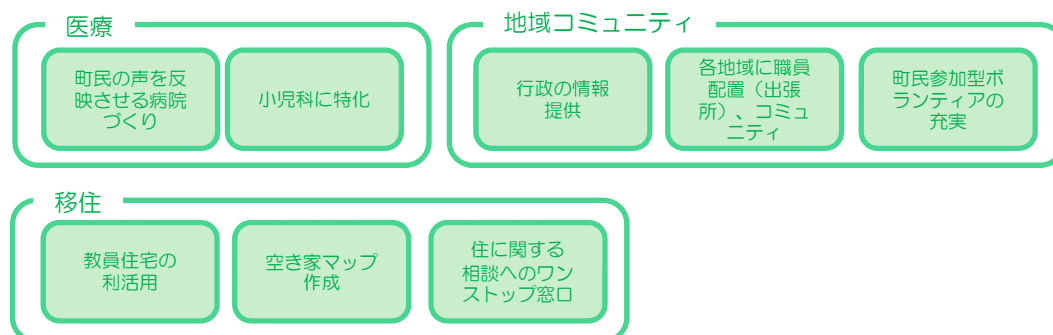 医療
町民の声を反
映させる病院
づくり
小児科に特化
地域コミュニティ
行政の情報
提供
各地域に職員
配置（出張
所）、コミュ
ニティ
町民参加型ボ
ランティアの
充実
移住
教員住宅の
利活用
空き家マップ
作成
住に関する
相談へのワン
ストップ窓口